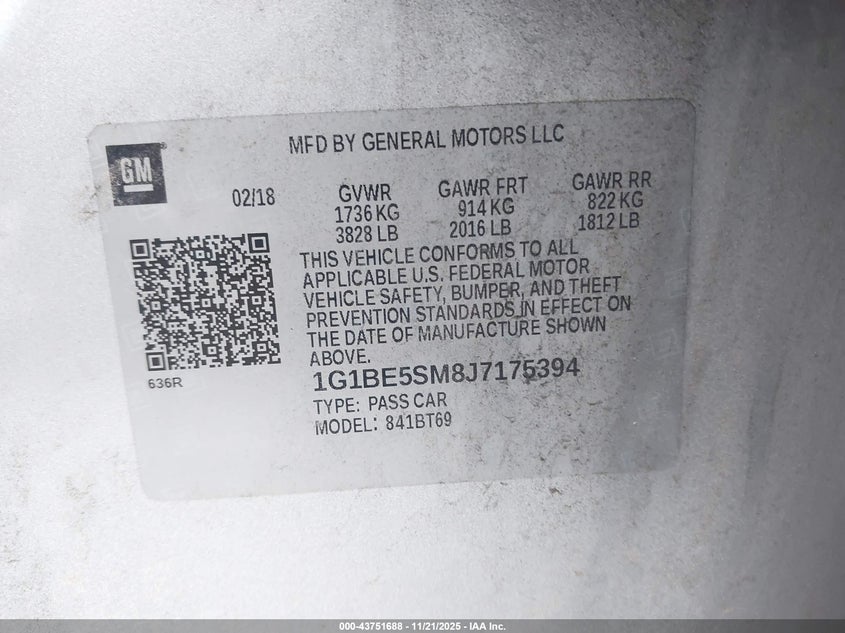 GM
MFD BY GENERAL MOTORS LLC
02/18
GVWR
1736 KG
3828 LB
GAWR FRT
914 KG
2016 LB
GAWR RR
822 KG
1812 LB
THIS VEHICLE CONFORMS TO ALL
APPLICABLE U.S. FEDERAL MOTOR
VEHICLE SAFETY, BUMPER, AND THEFT
PREVENTION STANDARDS IN EFFECT ON
THE DATE OF MANUFACTURE SHOWN
ABOVE.
636R
1G1BE5SM8J7175394
TYPE: PASS CAR
MODEL: 841BT69
000-43751688 - 11/21/2025 - IAA Inc.